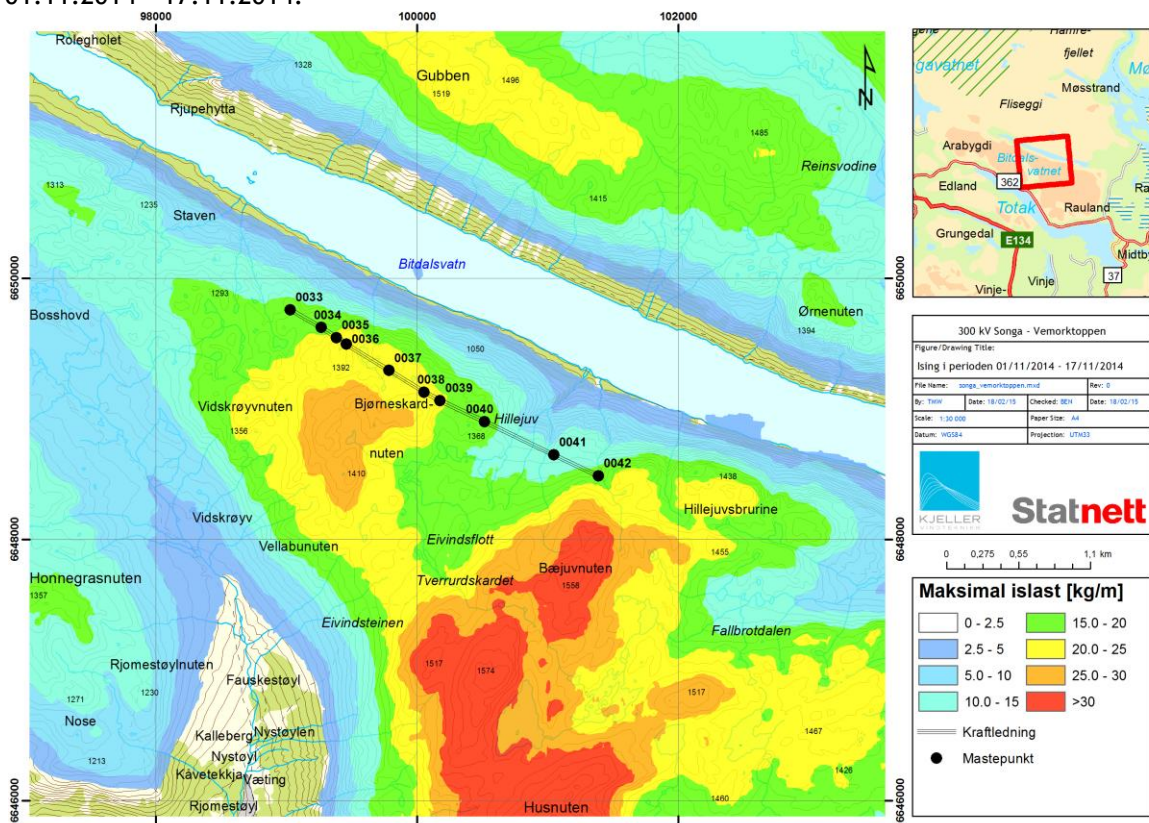 01.11.2014 - 17.11.2014.
98000
100000
102000
Rolegholet
1328
Gubben
1496
1519
Rjupehytta
1485
Reinsvodine
1313
1235
1415
Staven
Bitdalsvatn
6650000
6650000
1293
0033
Bosshovd
0034
0035
0036
1050
Ørnenuten
1394
1392
0037
0038
0039
Vidskrøyvnuten
Bjørneskard-
0040
Hillejuv
1356
1368
0041
nuten
0042
1410
1438
Hillejuvsbrurine
Vidskrøyv
6648000
6648000
Vellabunuten
Eivindsflott
1455
Bæjuvnuten
Honnegrasnuten
Tverrurdskardet
1558
1357
Eivindsteinen
Fallbrotdalen
Rjomestøylnuten
1517
1574
Fauskestøyl
1517
1271
1230
Nose
Kalleberg
Nystøylen
1467
Nystøyl
1213
Kåvetekkja
Væting
1426
6646000
6646000
Rjomestøyl
Husnuten
1460
fjellet
Møsstrand
Fliseggi
Arabygdi
Bitdals-
vatnet
362
Edland
Totak
Rauland
Grungedal
E134
37
Vinje
Vinje-
300 kV Songa - Vemorktoppen
Figure/Drawing Title:
Ising i perioden 01/11/2014 - 17/11/2014
File Name: songa_vemorktoppen.mxd
Rev: 0
By: TMW
Date: 18/02/15
Checked: BEN
Date: 18/02/15
Scale: 1:30 000
Paper Size: A4
Datum: WGS84
Projection: UTM33
KJELLER
VINDTEKNIKK
Statnett
0 0,275 0,55 1,1 km
Maksimal islast [kg/m]
0 - 2.5
15.0 - 20
2.5 - 5
20.0 - 25
5.0 - 10
25.0 - 30
10.0 - 15
>30
Kraftledning
Mastepunkt
N